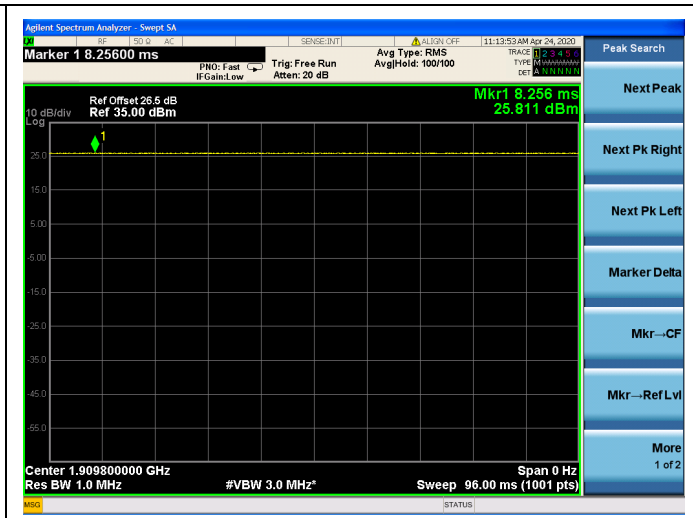 Agilent Spectrum Analyzer - Swept SA
LXI RF 50 Ω AC SENSE:INT ALIGN OFF 11:13:53 AM Apr 24, 2020
Marker 1 8.25600 ms
PNO: Fast
IFGain:Low
Trig: Free Run
Atten: 20 dB
Avg Type: RMS
Avg|Hold: 100/100
TRACE 1 2 3 4 5 6
TYPE M
DET A N N N N N
Peak Search
Next Peak
Next Pk Right
Next Pk Left
Marker Delta
Mkr→CF
Mkr→Ref Lvl
More
1 of 2
Mkr1 8.256 ms
25.811 dBm
Ref Offset 26.5 dB
10 dB/div Ref 35.00 dBm
Log
1
25.0
15.0
5.00
-5.00
-15.0
-25.0
-35.0
-45.0
-55.0
Center 1.909800000 GHz Span 0 Hz
Res BW 1.0 MHz #VBW 3.0 MHz* Sweep 96.00 ms (1001 pts)
MSG STATUS